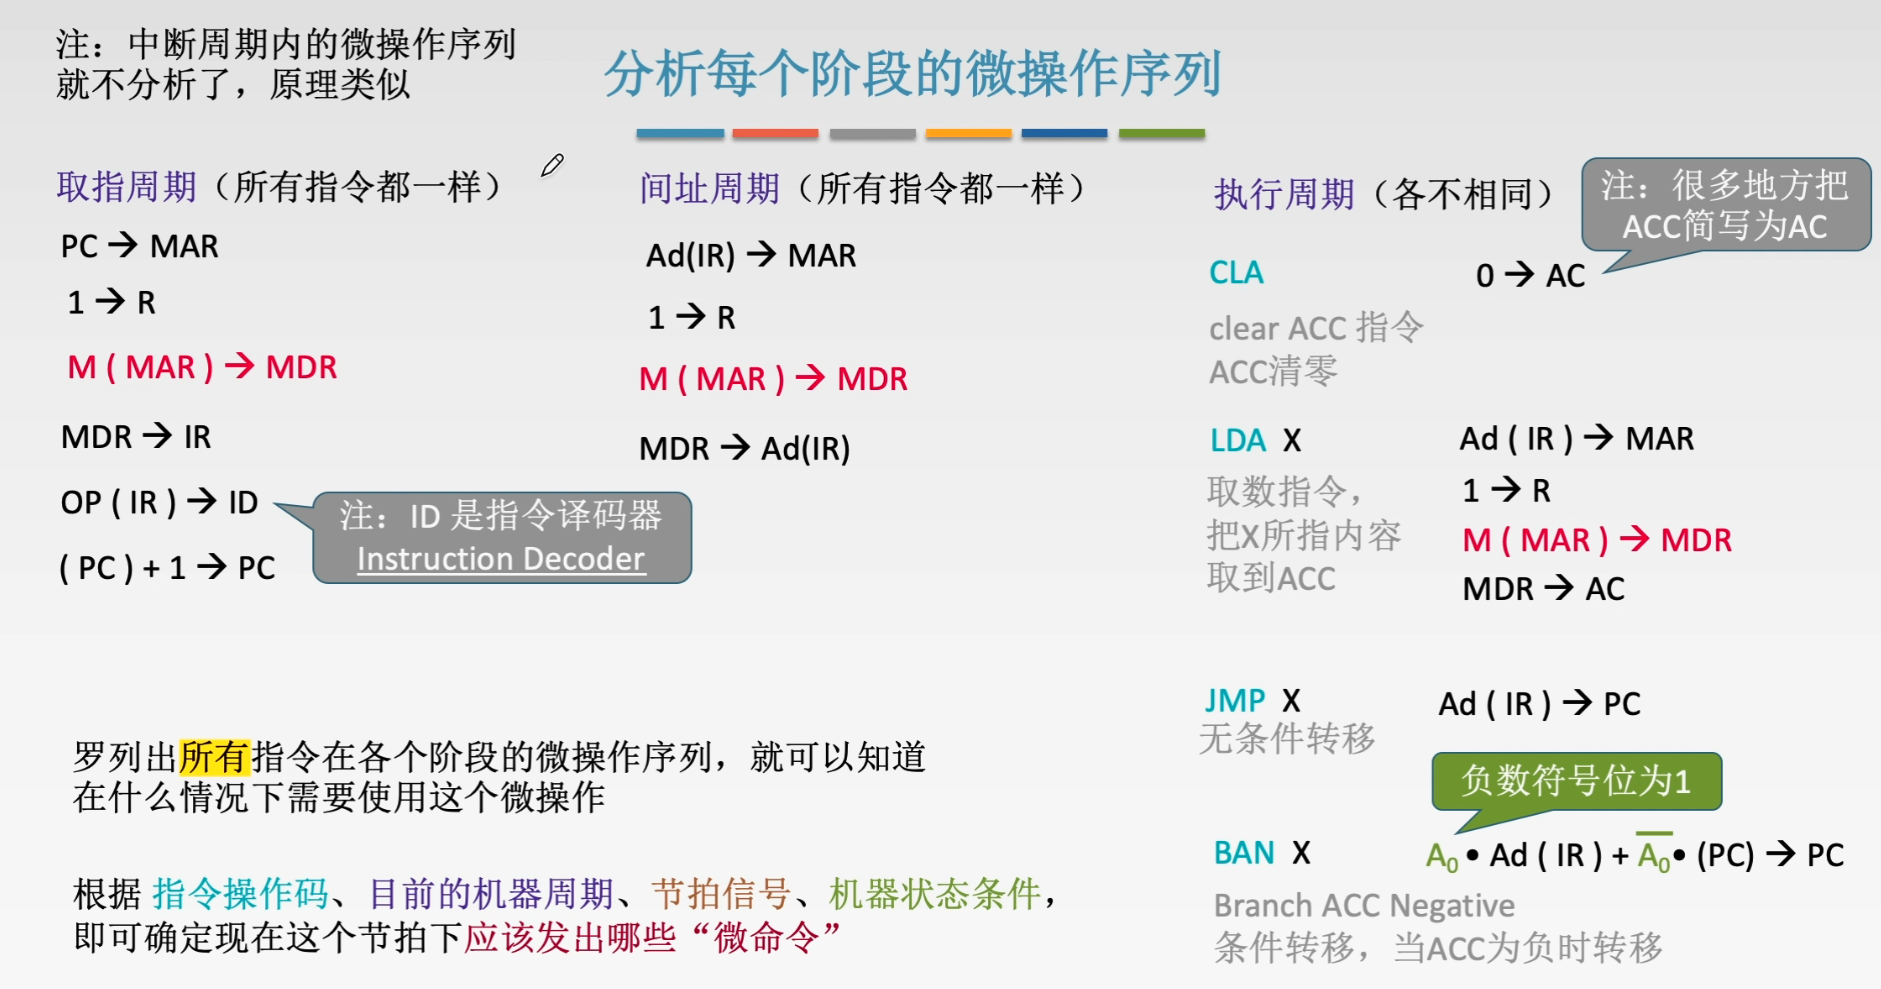 注：中断周期内的微操作序列
就不分析了，原理类似
分析每个阶段的微操作序列
取指周期（所有指令都一样）
PC → MAR
1 → R
M ( MAR ) → MDR
MDR → IR
OP ( IR ) → ID
注：ID 是指令译码器
Instruction Decoder
( PC ) + 1 → PC
间址周期（所有指令都一样）
Ad(IR) → MAR
1 → R
M ( MAR ) → MDR
MDR → Ad(IR)
执行周期（各不相同）
注：很多地方把
ACC简写为AC
CLA 0 → AC
clear ACC 指令
ACC清零
LDA X
取数指令，
把X所指内容
取到ACC
Ad ( IR ) → MAR
1 → R
M ( MAR ) → MDR
MDR → AC
JMP X Ad ( IR ) → PC
无条件转移
负数符号位为1
BAN X A₀ • Ad ( IR ) + A̅₀• (PC) → PC
Branch ACC Negative
条件转移，当ACC为负时转移
罗列出所有指令在各个阶段的微操作序列，就可以知道
在什么情况下需要使用这个微操作
根据 指令操作码、目前的机器周期、节拍信号、机器状态条件，
即可确定现在这个节拍下应该发出哪些“微命令”